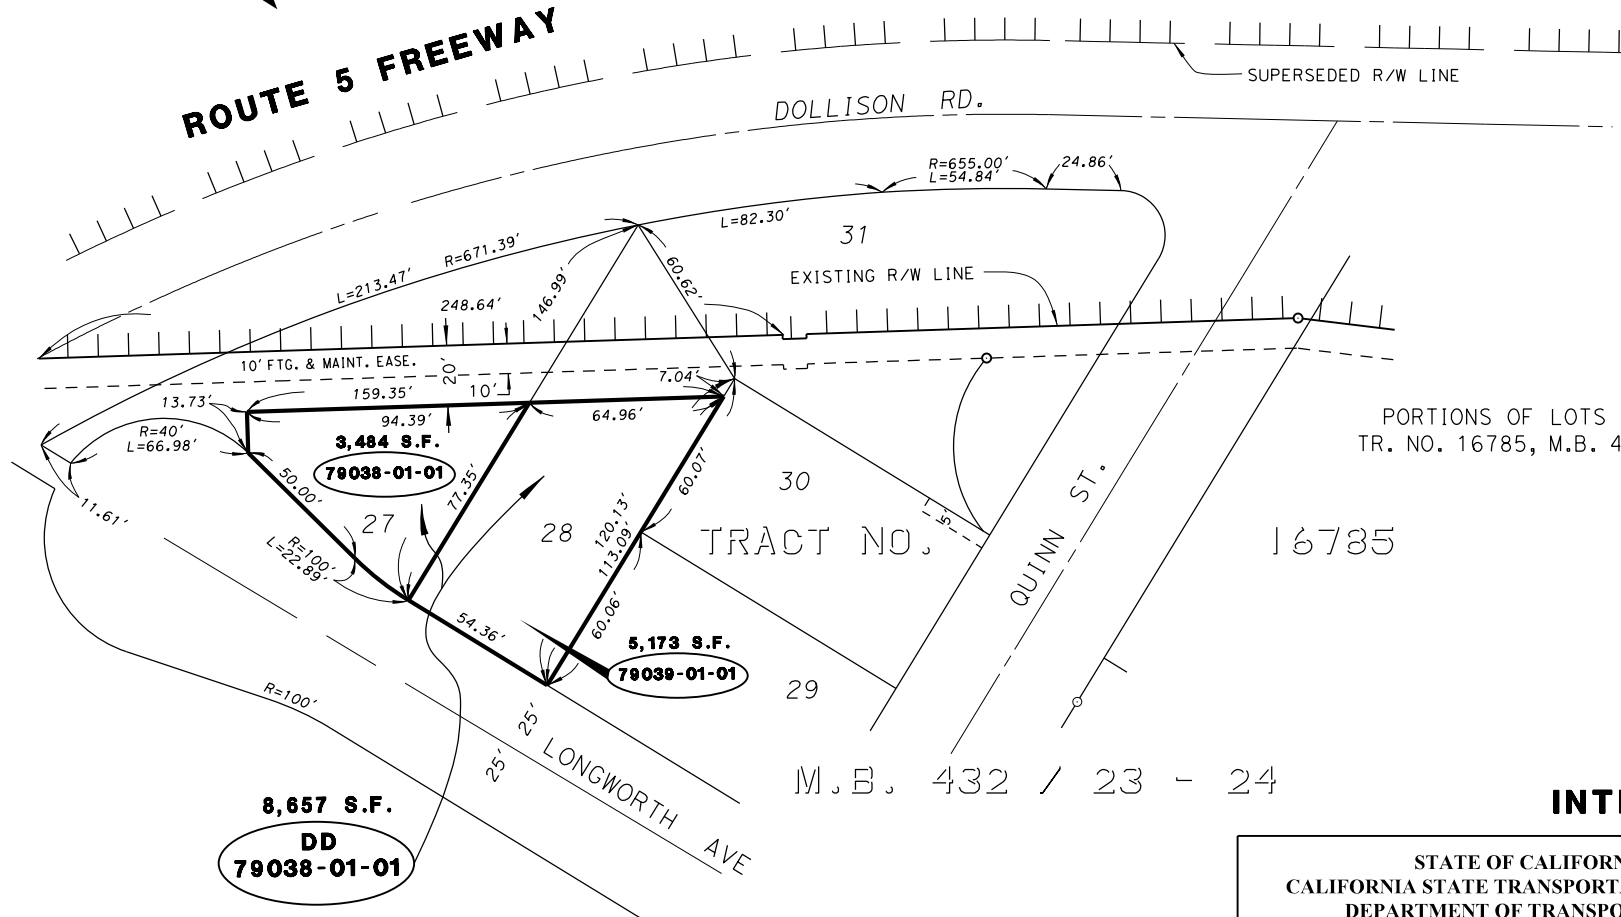 ROUTE 5 FREEWAY
SUPERSEDED R/W LINE
DOLLISON RD.
R=655.00'
L=54.84'
24.86'
L=82.30'
31
R=671.39'
L=213.47'
146.99'
60.62'
EXISTING R/W LINE
248.64'
10' FTG. & MAINT. EASE.
20'
10'
7.04'
159.35'
13.73'
94.39'
64.96'
R=40'
L=66.98'
3,484 S.F.
79038-01-01
PORTIONS OF LOTS
TR. NO. 16785, M.B. 4
11.61'
50.00'
77.35'
60.07'
30
27
28
120.13'
113.09'
TRACT NO.
16785
5'
QUINN ST.
R=100'
L=22.89'
54.36'
60.06'
5,173 S.F.
79039-01-01
29
R=100'
25'
25'
LONGWORTH AVE
M.B. 432 / 23 - 24
8,657 S.F.
DD
79038-01-01
INT
STATE OF CALIFORN
CALIFORNIA STATE TRANSPORTA
DEPARTMENT OF TRANSPO